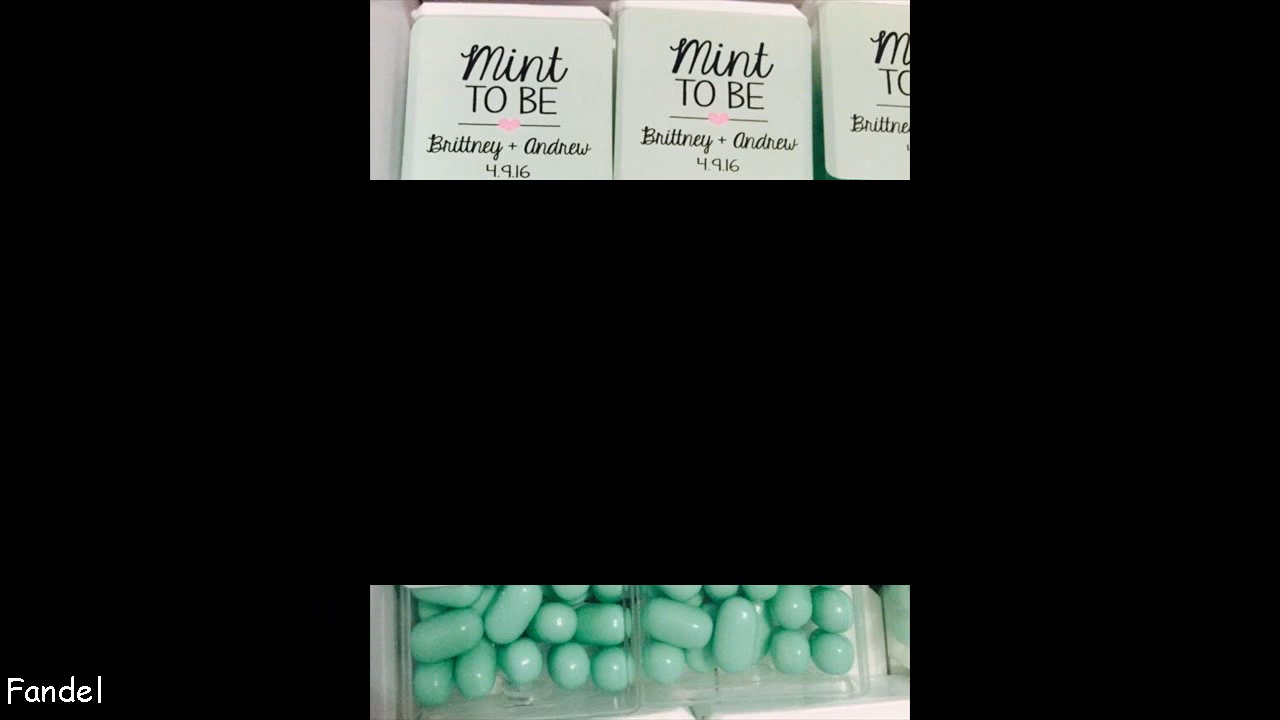 Mint
TO BE
Brittney + Andrew
4.9.16
Mint
TO BE
Brittney + Andrew
4.9.16
Fandel